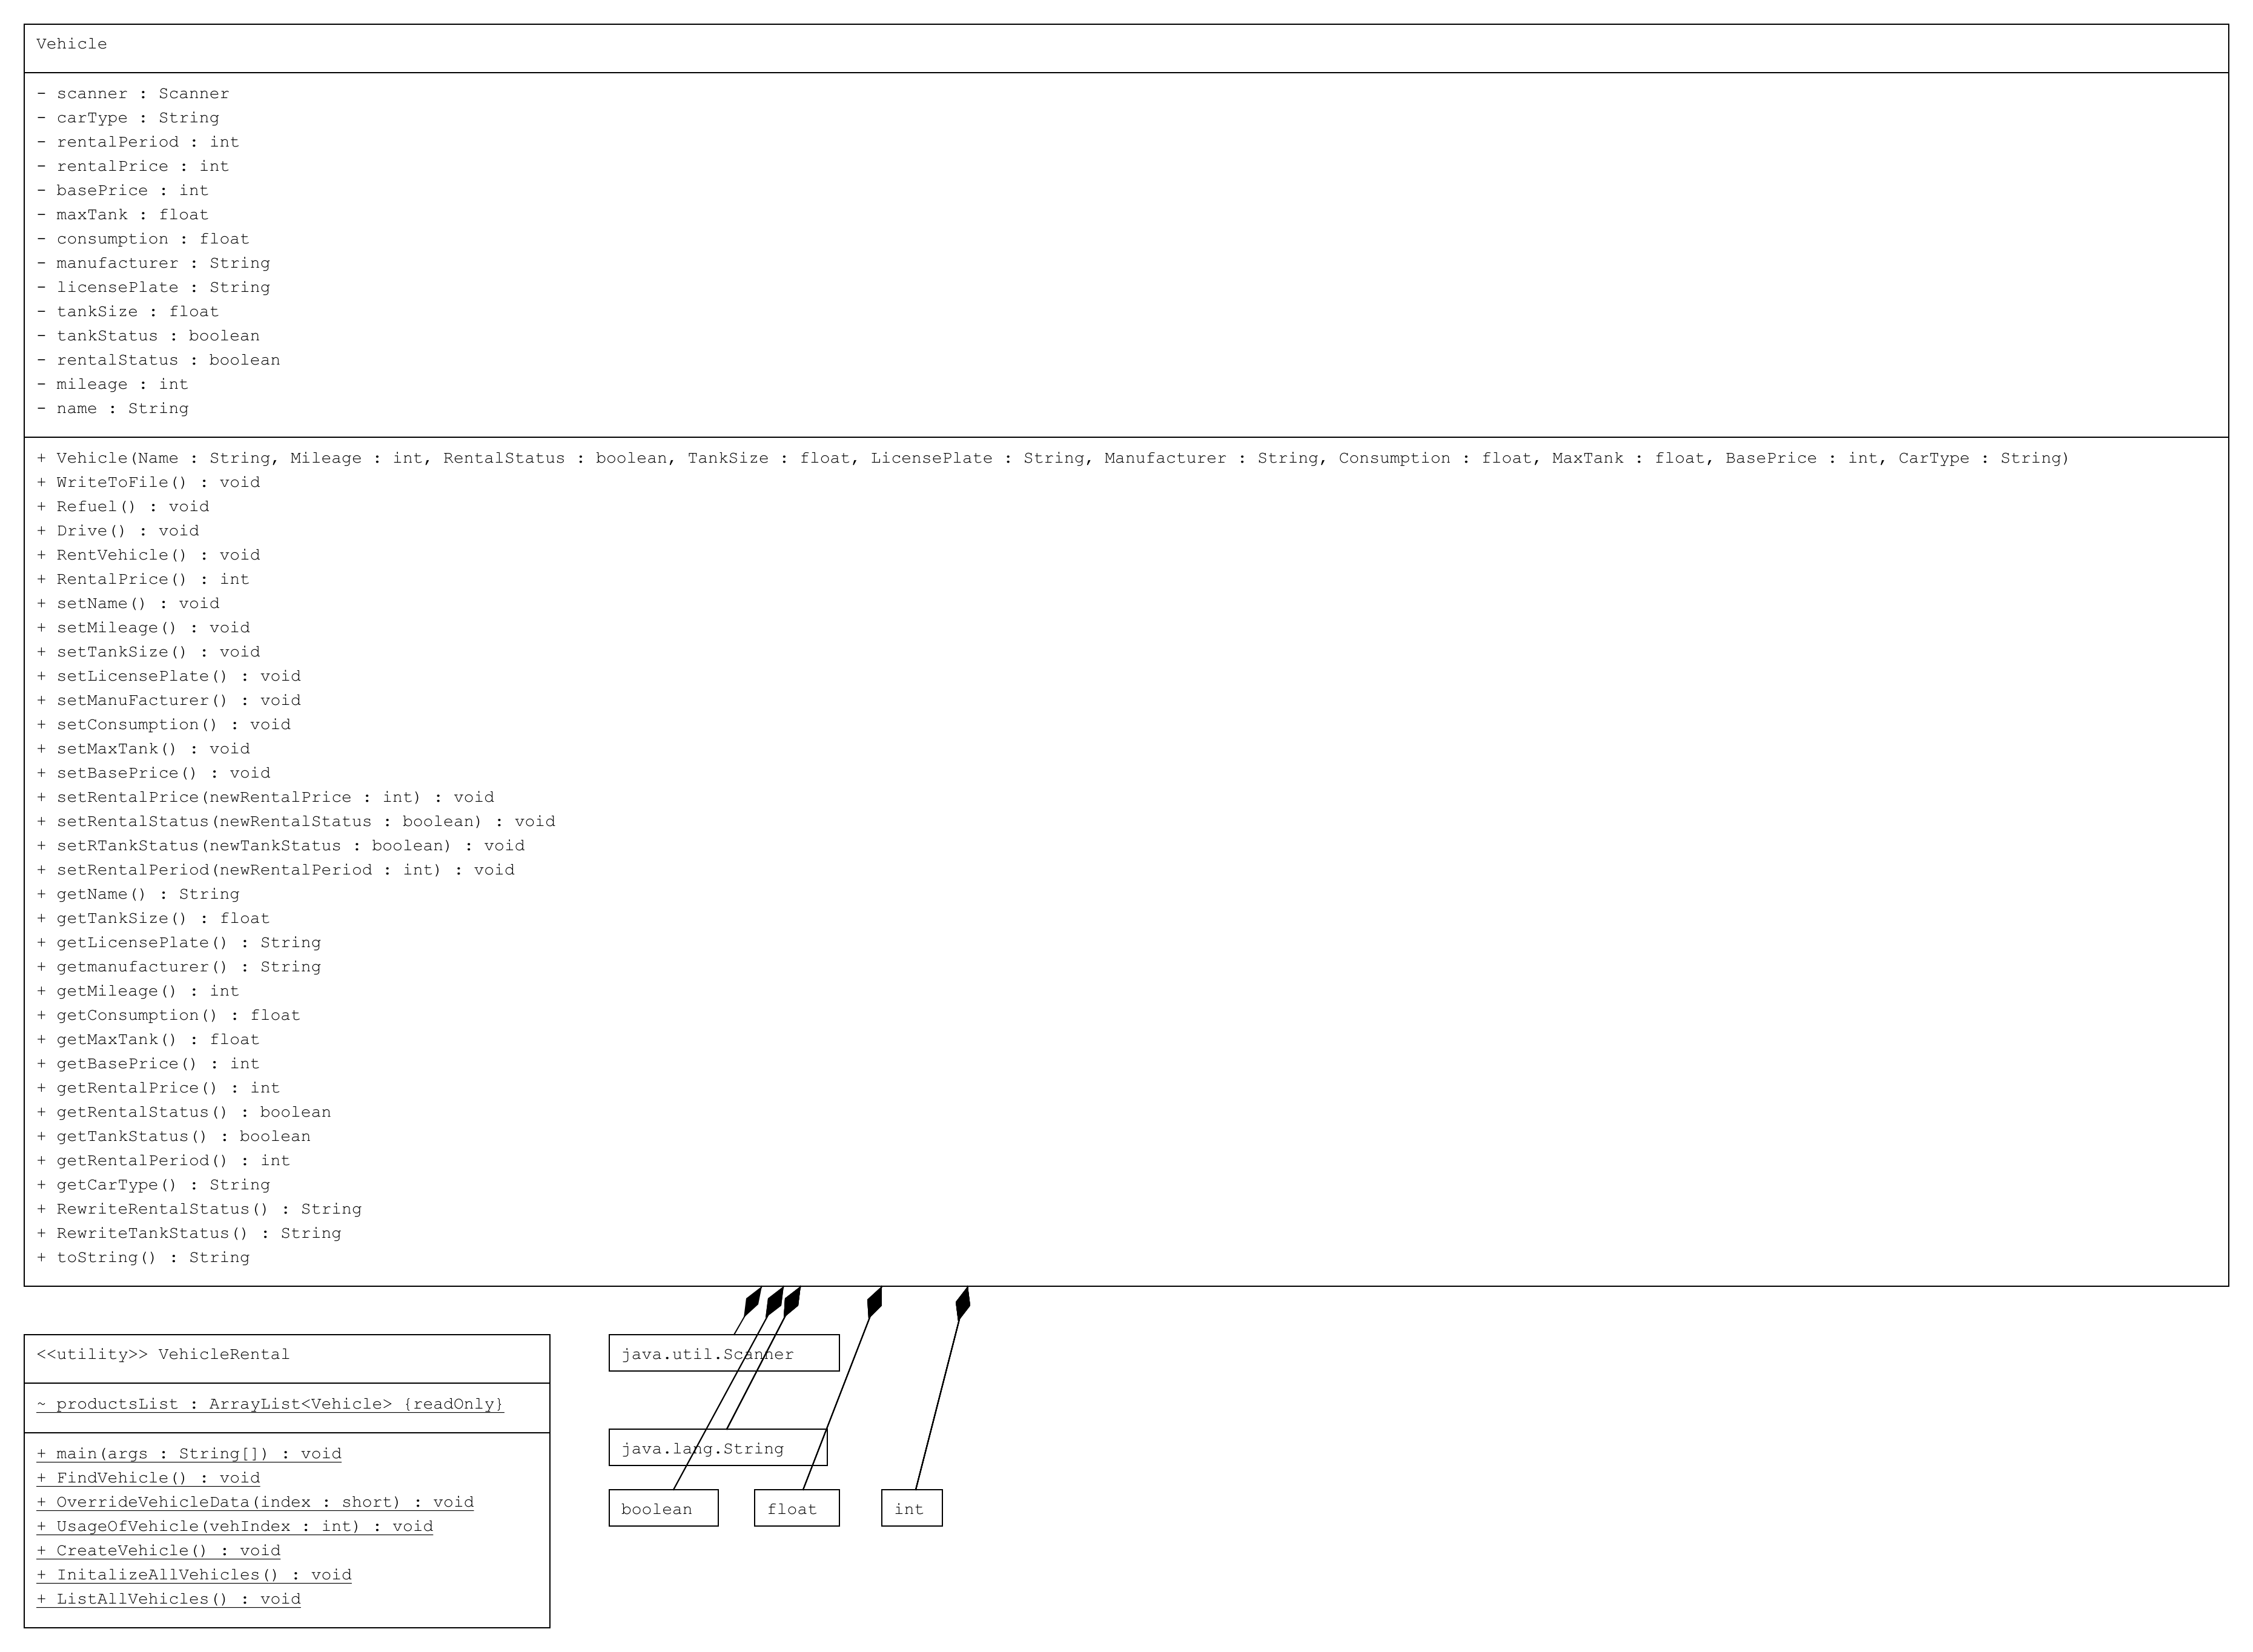 Vehicle
- scanner : Scanner
- carType : String
- rentalPeriod : int
- rentalPrice : int
- basePrice : int
- maxTank : float
- consumption : float
- manufacturer : String
- licensePlate : String
- tankSize : float
- tankStatus : boolean
- rentalStatus : boolean
- mileage : int
- name : String
+ Vehicle(Name : String, Mileage : int, RentalStatus : boolean, TankSize : float, LicensePlate : String, Manufacturer : String, Consumption : float, MaxTank : float, BasePrice : int, CarType : String)
+ WriteToFile() : void
+ Refuel() : void
+ Drive() : void
+ RentVehicle() : void
+ RentalPrice() : int
+ setName() : void
+ setMileage() : void
+ setTankSize() : void
+ setLicensePlate() : void
+ setManuFacturer() : void
+ setConsumption() : void
+ setMaxTank() : void
+ setBasePrice() : void
+ setRentalPrice(newRentalPrice : int) : void
+ setRentalStatus(newRentalStatus : boolean) : void
+ setRTankStatus(newTankStatus : boolean) : void
+ setRentalPeriod(newRentalPeriod : int) : void
+ getName() : String
+ getTankSize() : float
+ getLicensePlate() : String
+ getmanufacturer() : String
+ getMileage() : int
+ getConsumption() : float
+ getMaxTank() : float
+ getBasePrice() : int
+ getRentalPrice() : int
+ getRentalStatus() : boolean
+ getTankStatus() : boolean
+ getRentalPeriod() : int
+ getCarType() : String
+ RewriteRentalStatus() : String
+ RewriteTankStatus() : String
+ toString() : String
<<utility>> VehicleRental
~ productsList : ArrayList<Vehicle> {readOnly}
+ main(args : String[]) : void
+ FindVehicle() : void
+ OverrideVehicleData(index : short) : void
+ UsageOfVehicle(vehIndex : int) : void
+ CreateVehicle() : void
+ InitalizeAllVehicles() : void
+ ListAllVehicles() : void
java.util.Scanner
java.lang.String
boolean
float
int